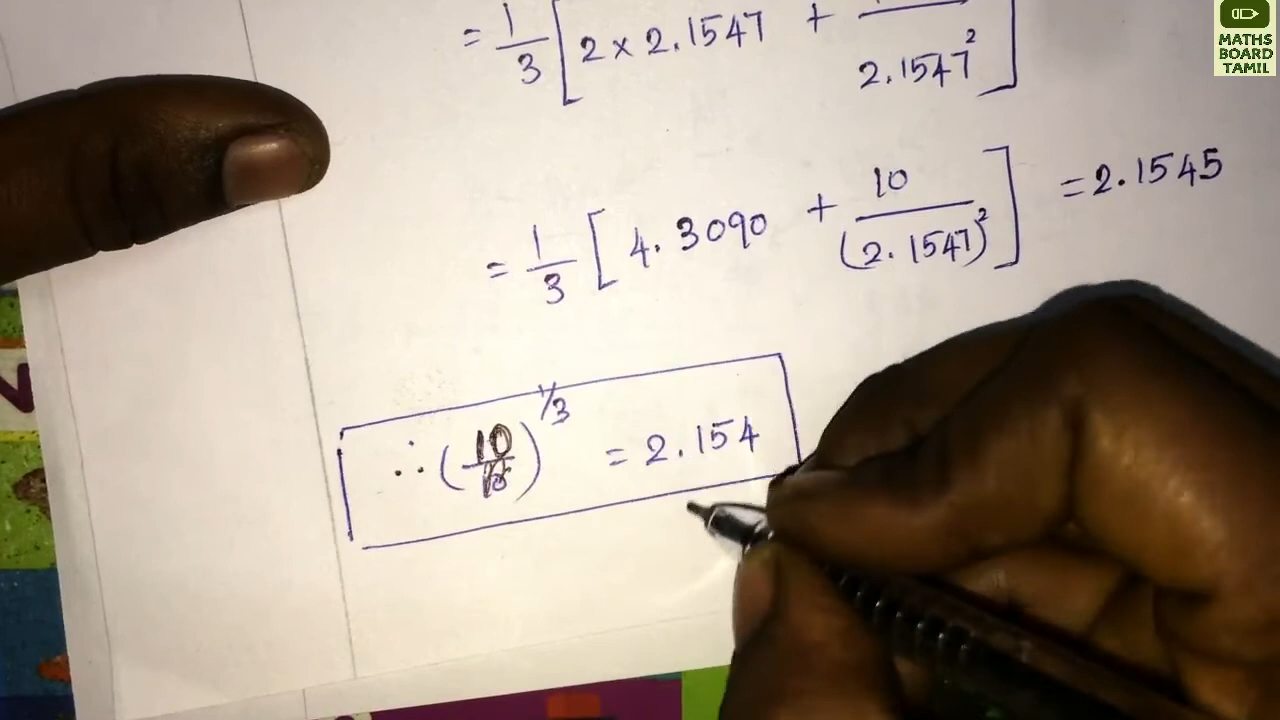 = 1/3 [ 2 x 2.1547 + / 2.1547² ]
MATHS
BOARD
TAMIL
= 1/3 [ 4.3090 + 10/(2.1547)² ] = 2.1545
∴ (10/)^1/3 = 2.154